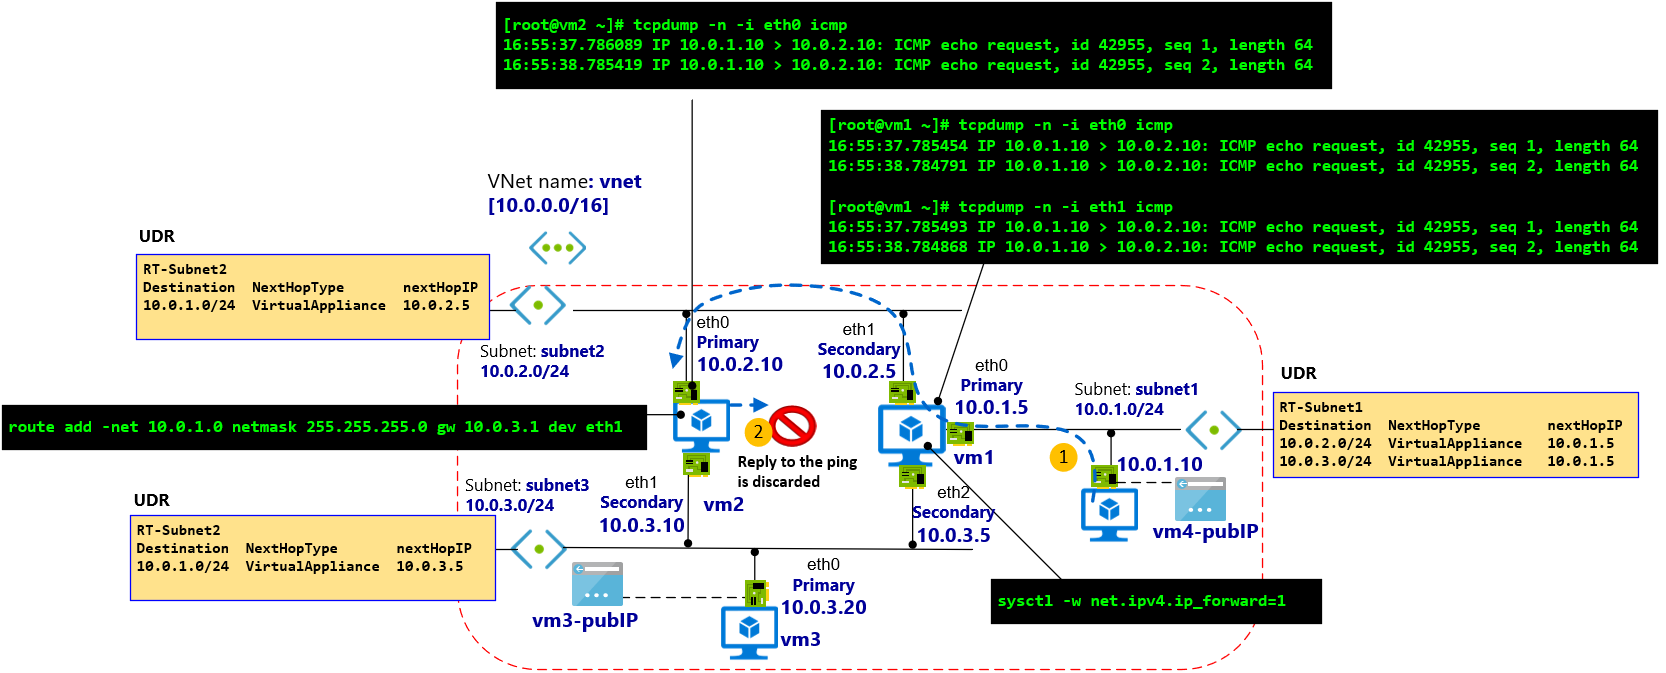 [root@vm2 ~]# tcpdump -n -i eth0 icmp
16:55:37.786089 IP 10.0.1.10 > 10.0.2.10: ICMP echo request, id 42955, seq 1, length 64
16:55:38.785419 IP 10.0.1.10 > 10.0.2.10: ICMP echo request, id 42955, seq 2, length 64
[root@vm1 ~]# tcpdump -n -i eth0 icmp
16:55:37.785454 IP 10.0.1.10 > 10.0.2.10: ICMP echo request, id 42955, seq 1, length 64
16:55:38.784791 IP 10.0.1.10 > 10.0.2.10: ICMP echo request, id 42955, seq 2, length 64
[root@vm1 ~]# tcpdump -n -i eth1 icmp
16:55:37.785493 IP 10.0.1.10 > 10.0.2.10: ICMP echo request, id 42955, seq 1, length 64
16:55:38.784868 IP 10.0.1.10 > 10.0.2.10: ICMP echo request, id 42955, seq 2, length 64
VNet name: vnet
[10.0.0.0/16]
UDR
RT-Subnet2
Destination NextHopType nextHopIP
10.0.1.0/24 VirtualAppliance 10.0.2.5
Subnet: subnet2
10.0.2.0/24
eth0
Primary
10.0.2.10
eth1
Secondary
10.0.2.5
eth0
Primary
10.0.1.5
Subnet: subnet1
10.0.1.0/24
UDR
RT-Subnet1
Destination NextHopType nextHopIP
10.0.2.0/24 VirtualAppliance 10.0.1.5
10.0.3.0/24 VirtualAppliance 10.0.1.5
route add -net 10.0.1.0 netmask 255.255.255.0 gw 10.0.3.1 dev eth1
2
Reply to the ping
is discarded
vm1
1
10.0.1.10
vm4-pubIP
eth1
Secondary
10.0.3.10
vm2
eth2
Secondary
10.0.3.5
Subnet: subnet3
10.0.3.0/24
UDR
RT-Subnet2
Destination NextHopType nextHopIP
10.0.1.0/24 VirtualAppliance 10.0.3.5
vm3-pubIP
eth0
Primary
10.0.3.20
vm3
sysctl -w net.ipv4.ip_forward=1